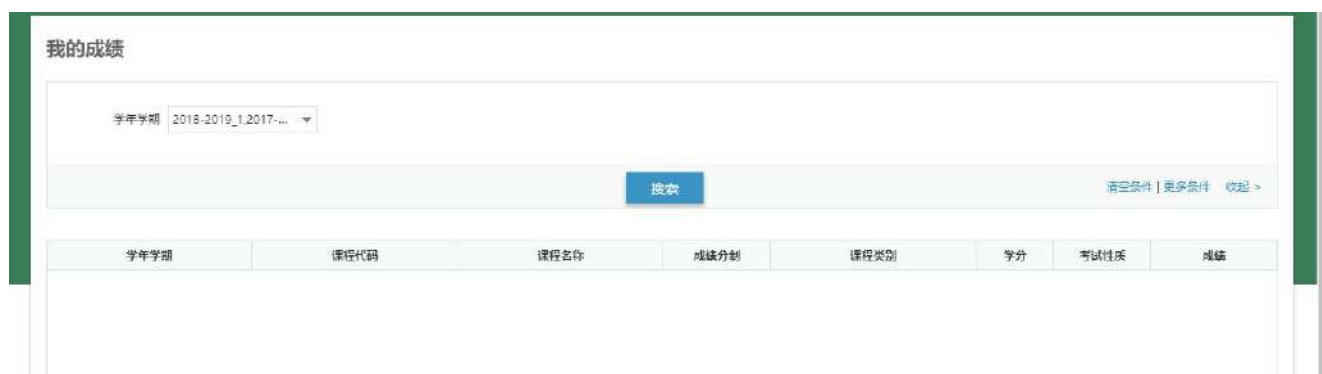 我的成绩
学年学期 2018-2019_1,2017-...
搜索 清空条件 | 更多条件 收起 >
学年学期 课程代码 课程名称 成绩分制 课程类别 学分 考试性质 成绩